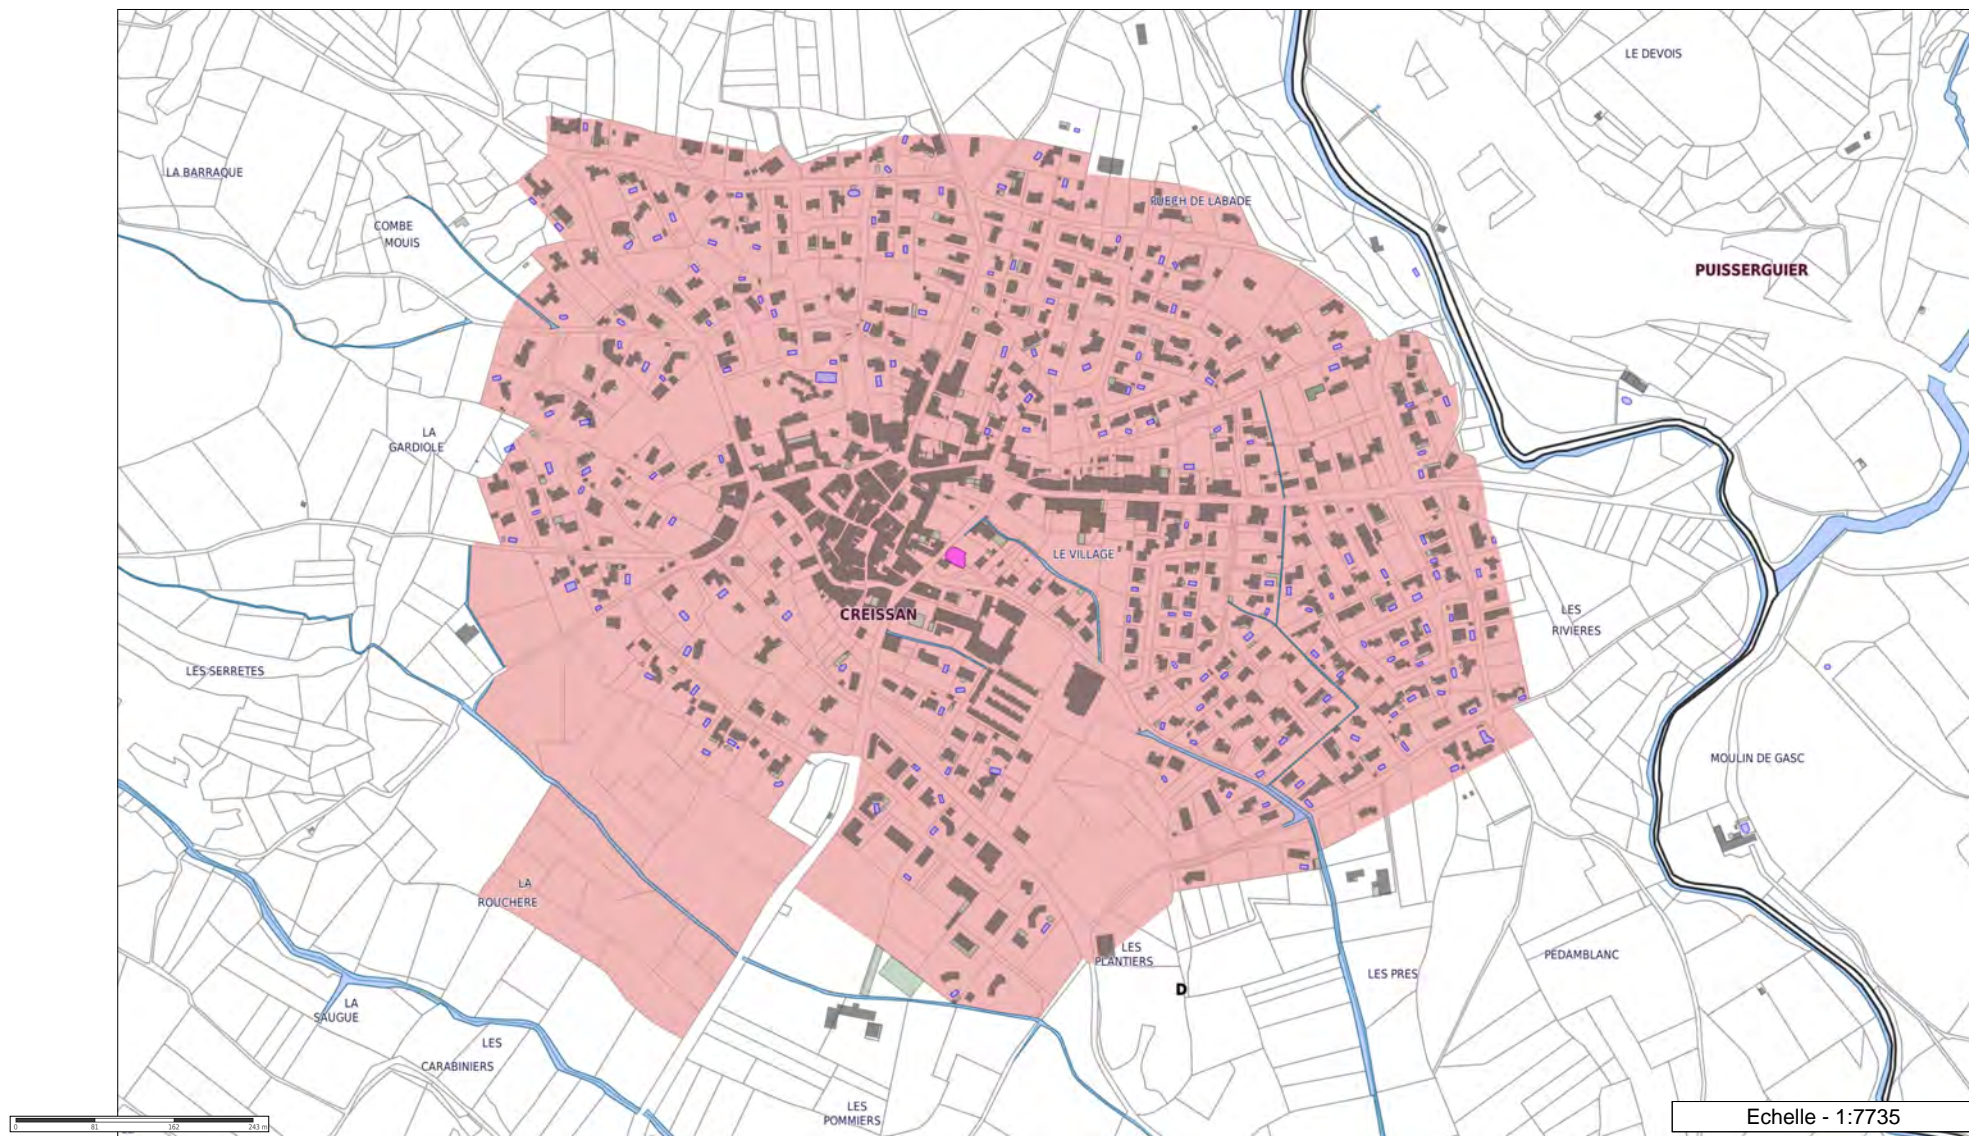 LE DEVOIS
LA BARRAQUE
PUECH DE LABADE
COMBE
MOUIS
PUISSERGUIER
LA
GARDIOLE
LE VILLAGE
CREISSAN
LES
RIVIERES
LES SERRETES
MOULIN DE GASC
LA
ROUCHERE
LES
PLANTIERS
PEDAMBLANC
LES PRES
D
LA
SAUGUE
LES
CARABINIERS
LES
POMMIERS
Echelle - 1:7735
0 81 162 243 m